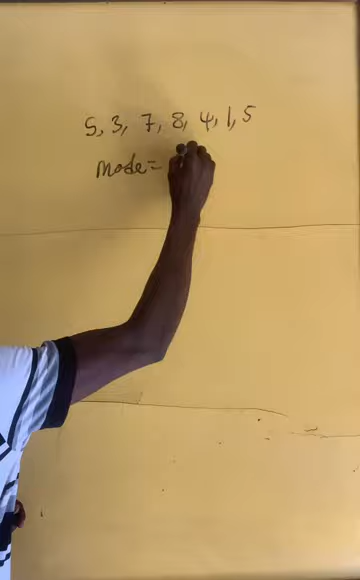 5, 3, 7, 8, 4, 1, 5
mode =